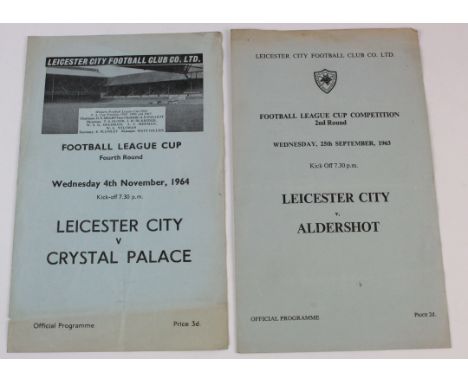 LEICESTER CITY FOOTBALL CLUB CO. LTD.
FOOTBALL LEAGUE CUP
Fourth Round
Wednesday 4th November, 1964
Kick-off 7.30 p.m.
LEICESTER CITY
v
CRYSTAL PALACE
Official Programme
Price 3d.
LEICESTER CITY FOOTBALL CLUB CO. LTD.
FOOTBALL LEAGUE CUP COMPETITION
2nd Round
WEDNESDAY, 25th SEPTEMBER, 1963
Kick Off 7.30 p.m.
LEICESTER CITY
v.
ALDERSHOT
OFFICIAL PROGRAMME
Price 2d.